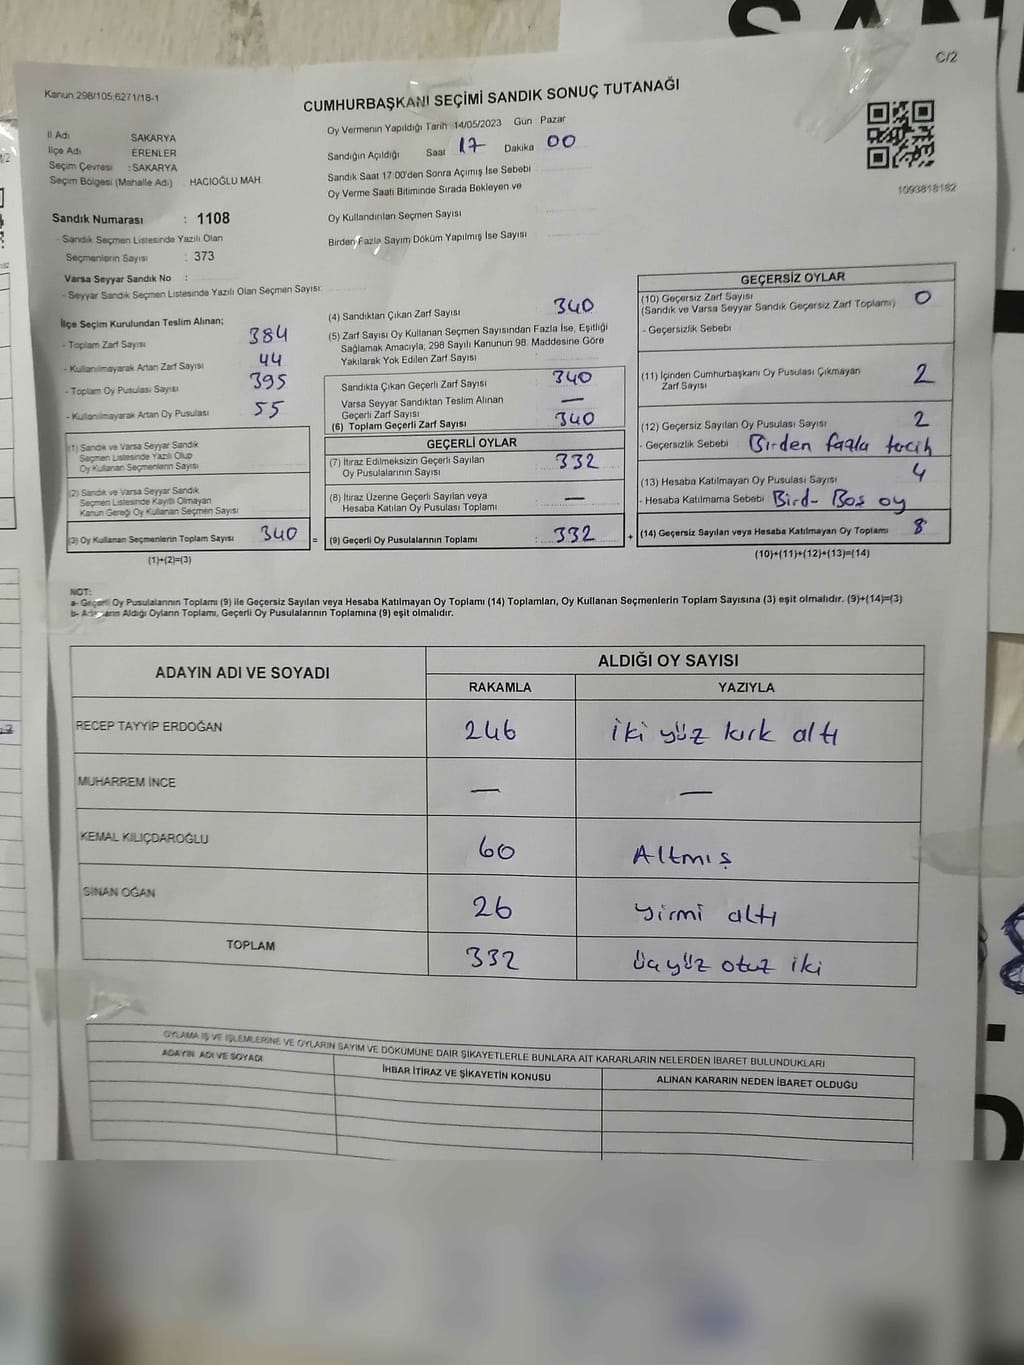 C/2
Kanun:298/105;6271/18-1
CUMHURBAŞKANI SEÇİMİ SANDIK SONUÇ TUTANAĞI
İl Adı SAKARYA
İlçe Adı ERENLER
Seçim Çevresi : SAKARYA
Seçim Bölgesi (Mahalle Adı) : HACIOĞLU MAH.
Oy Vermenin Yapıldığı Tarih 14/05/2023 Gün Pazar
Sandığın Açıldığı Saat 17 Dakika 00
Sandık Saat 17:00'den Sonra Açımış İse Sebebi
Oy Verme Saati Bitiminde Sırada Bekleyen ve
Oy Kullandırılan Seçmen Sayısı
Birden Fazla Sayım Döküm Yapılmış İse Sayısı
1093818182
Sandık Numarası : 1108
- Sandık Seçmen Listesinde Yazılı Olan
Seçmenlerin Sayısı : 373
Varsa Seyyar Sandık No :
- Seyyar Sandık Seçmen Listesinde Yazılı Olan Seçmen Sayısı:
İlçe Seçim Kurulundan Teslim Alınan;
- Toplam Zarf Sayısı 384
- Kullanılmayarak Artan Zarf Sayısı 44
- Toplam Oy Pusulası Sayısı 395
- Kullanılmayarak Artan Oy Pusulası 55
(1) Sandık ve Varsa Seyyar Sandık
Seçmen Listesinde Yazılı Olup
Oy Kullanan Seçmenlerin Sayısı
(2) Sandık ve Varsa Seyyar Sandık
Seçmen Listesinde Kayıtlı Olmayan
Kanun Gereği Oy Kullanan Seçmen Sayısı
(3) Oy Kullanan Seçmenlerin Toplam Sayısı 340 =
(1)+(2)=(3)
(4) Sandıktan Çıkan Zarf Sayısı 340
(5) Zarf Sayısı Oy Kullanan Seçmen Sayısından Fazla İse, Eşitliği
Sağlamak Amacıyla, 298 Sayılı Kanunun 98. Maddesine Göre
Yakılarak Yok Edilen Zarf Sayısı
Sandıkta Çıkan Geçerli Zarf Sayısı 340
Varsa Seyyar Sandıktan Teslim Alınan
Geçerli Zarf Sayısı —
(6) Toplam Geçerli Zarf Sayısı 340
GEÇERLİ OYLAR
(7) İtiraz Edilmeksizin Geçerli Sayılan
Oy Pusulalarının Sayısı 332
(8) İtiraz Üzerine Geçerli Sayılan veya
Hesaba Katılan Oy Pusulası Toplamı —
(9) Geçerli Oy Pusulalarının Toplamı : 332 +
GEÇERSİZ OYLAR
(10) Geçersiz Zarf Sayısı
(Sandık ve Varsa Seyyar Sandık Geçersiz Zarf Toplamı) 0
- Geçersizlik Sebebi
(11) İçinden Cumhurbaşkanı Oy Pusulası Çıkmayan
Zarf Sayısı 2
(12) Geçersiz Sayılan Oy Pusulası Sayısı 2
- Geçersizlik Sebebi Birden fazla tercih
(13) Hesaba Katılmayan Oy Pusulası Sayısı 4
- Hesaba Katılmama Sebebi Boş oy
(14) Geçersiz Sayılan veya Hesaba Katılmayan Oy Toplamı 8
(10)+(11)+(12)+(13)=(14)
NOT:
a- Geçerli Oy Pusulalarının Toplamı (9) ile Geçersiz Sayılan veya Hesaba Katılmayan Oy Toplamı (14) Toplamları, Oy Kullanan Seçmenlerin Toplam Sayısına (3) eşit olmalıdır. (9)+(14)=(3)
b- Adayların Aldığı Oyların Toplamı, Geçerli Oy Pusulalarının Toplamına (9) eşit olmalıdır.
ADAYIN ADI VE SOYADI ALDIĞI OY SAYISI
RAKAMLA YAZIYLA
RECEP TAYYİP ERDOĞAN 246 iki yüz kırk altı
MUHARREM İNCE — —
KEMAL KILIÇDAROĞLU 60 Altmış
SİNAN OĞAN 26 yirmi altı
TOPLAM 332 üçyüz otuz iki
OYLAMA İŞ VE İŞLEMLERİNE VE OYLARIN SAYIM VE DÖKÜMÜNE DAİR ŞİKAYETLERLE BUNLARA AİT KARARLARIN NELERDEN İBARET BULUNDUKLARI
ADAYIN ADI VE SOYADI İHBAR İTİRAZ VE ŞİKAYETİN KONUSU ALINAN KARARIN NEDEN İBARET OLDUĞU